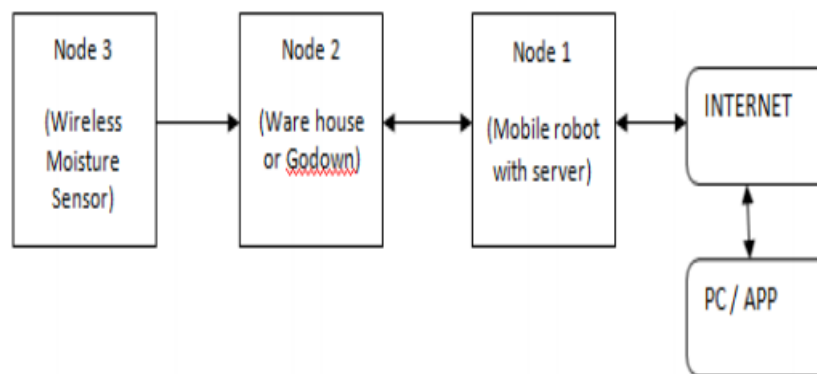 Node 3
(Wireless
Moisture
Sensor)
Node 2
(Ware house
or Godown)
Node 1
(Mobile robot
with server)
INTERNET
PC / APP